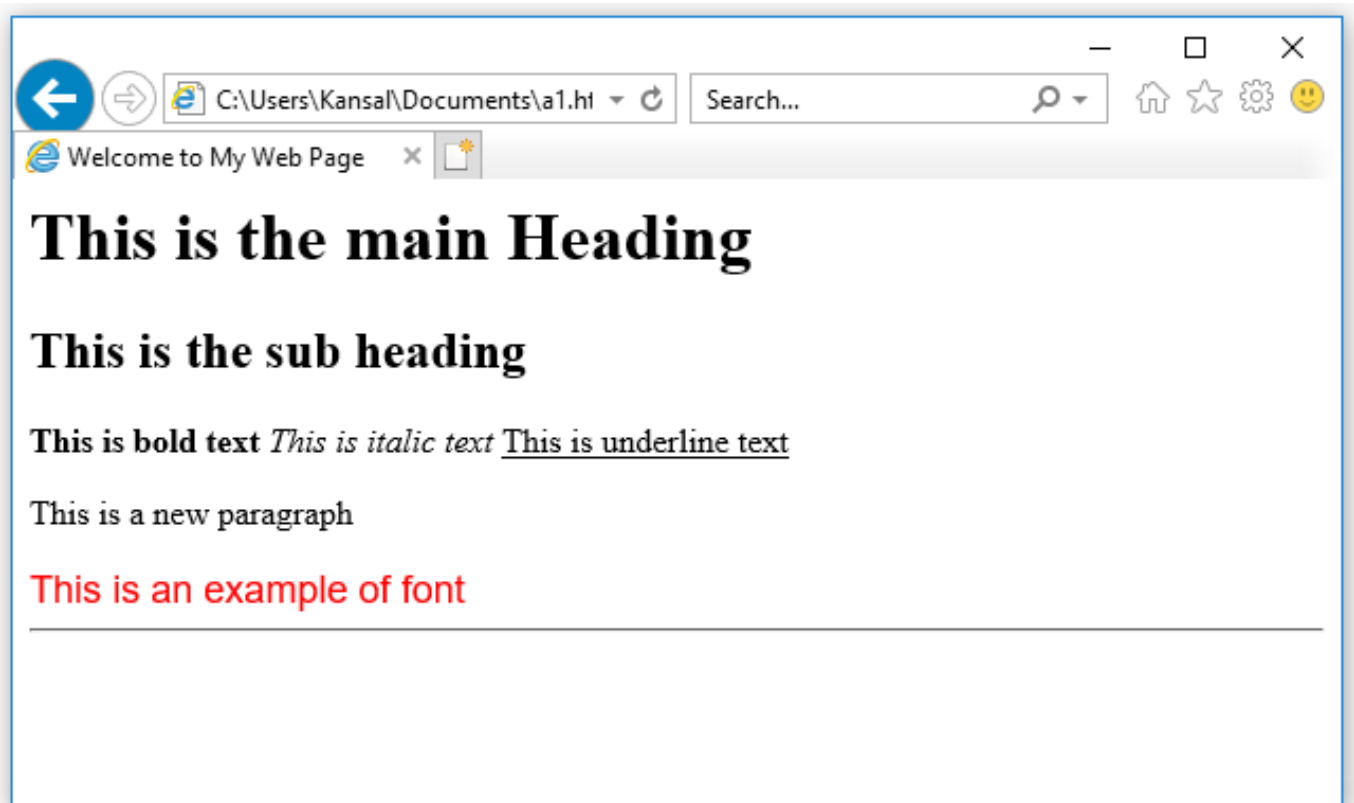 C:\Users\Kansal\Documents\a1.ht
Search...
Welcome to My Web Page
This is the main Heading
This is the sub heading
This is bold text This is italic text This is underline text
This is a new paragraph
This is an example of font